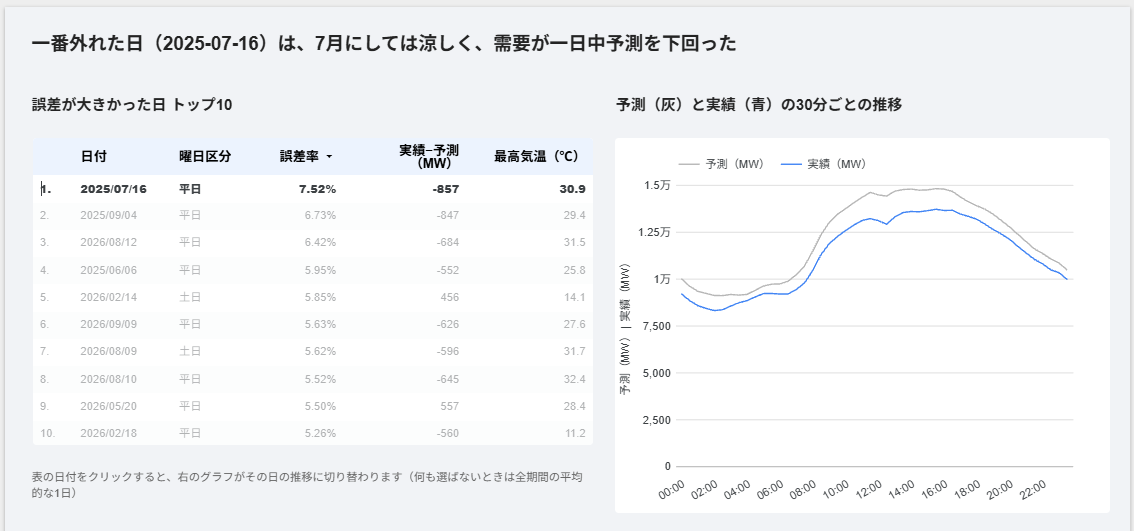 一番外れた日（2025-07-16）は、7月にしては涼しく、需要が一日中予測を下回った
誤差が大きかった日 トップ10
日付 曜日区分 誤差率 実績−予測（MW） 最高気温（℃）
1. 2025/07/16 平日 7.52% -857 30.9
2. 2025/09/04 平日 6.73% -847 29.4
3. 2026/08/12 平日 6.42% -684 31.5
4. 2025/06/06 平日 5.95% -552 25.8
5. 2026/02/14 土日 5.85% 456 14.1
6. 2026/09/09 平日 5.63% -626 27.6
7. 2026/08/09 土日 5.62% -596 31.7
8. 2026/08/10 平日 5.52% -645 32.4
9. 2026/05/20 平日 5.50% 557 28.4
10. 2026/02/18 平日 5.26% -560 11.2
表の日付をクリックすると、右のグラフがその日の推移に切り替わります（何も選ばないときは全期間の平均
的な1日）
予測（灰）と実績（青）の30分ごとの推移
予測（MW） 実績（MW）
予測（MW）｜実績（MW）
1.5万
1.25万
1万
7,500
5,000
2,500
0
00:00 02:00 04:00 06:00 08:00 10:00 12:00 14:00 16:00 18:00 20:00 22:00